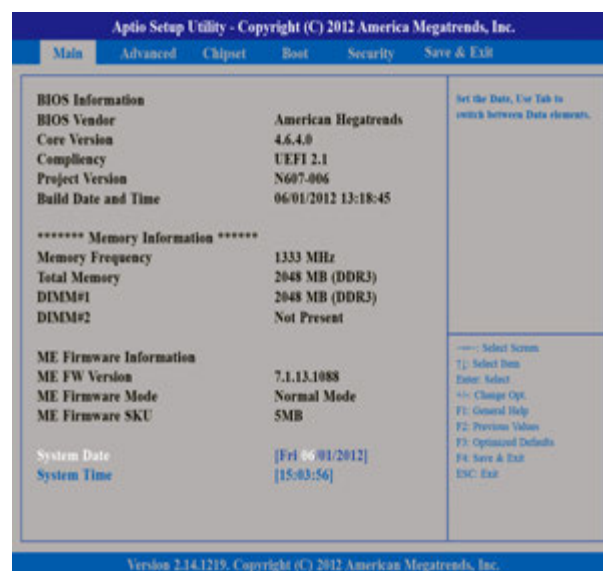 Aptio Setup Utility - Copyright (C) 2012 America Megatrends, Inc.
Main Advanced Chipset Boot Security Save & Exit
BIOS Information
BIOS Vendor American Hegatrends
Core Version 4.6.4.0
Compliency UEFI 2.1
Project Version N607-006
Build Date and Time 06/01/2012 13:18:45
******* Memory Information ******
Memory Frequency 1333 MHz
Total Memory 2048 MB (DDR3)
DIMM#1 2048 MB (DDR3)
DIMM#2 Not Present
ME Firmware Information
ME FW Version 7.1.13.1088
ME Firmware Mode Normal Mode
ME Firmware SKU 5MB
System Date [Fri 06/01/2012]
System Time [15:03:56]
Set the Date, Use Tab to
switch between Data elements.
→←: Select Screen
↑↓: Select Item
Enter: Select
+/-: Change Opt.
F1: General Help
F2: Previous Values
F3: Optimized Defaults
F4: Save & Exit
ESC: Exit
Version 2.14.1219. Copyright (C) 2012 American Megatrends, Inc.